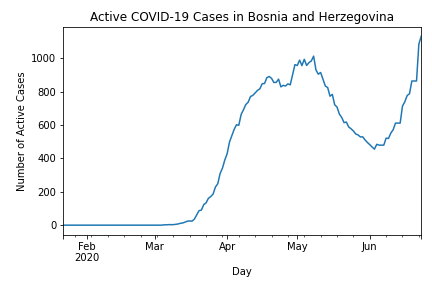 Active COVID-19 Cases in Bosnia and Herzegovina
Number of Active Cases
1000
800
600
400
200
0
Feb Mar Apr May Jun
2020
Day